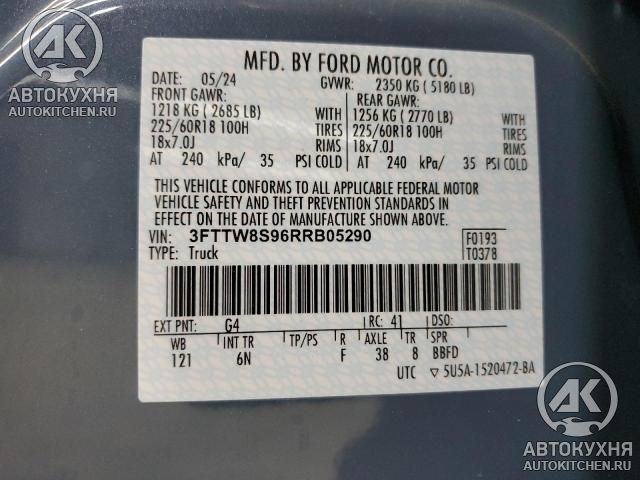 AK
АВТОКУХНЯ
AUTOKITCHEN.RU
MFD. BY FORD MOTOR CO.
DATE: 05/24 GVWR: 2350 KG ( 5180 LB)
FRONT GAWR: REAR GAWR:
1218 KG ( 2685 LB) WITH 1256 KG ( 2770 LB) WITH
225/60R18 100H TIRES 225/60R18 100H TIRES
18x7.0J RIMS 18x7.0J RIMS
AT 240 kPa/ 35 PSI COLD AT 240 kPa/ 35 PSI COLD
THIS VEHICLE CONFORMS TO ALL APPLICABLE FEDERAL MOTOR
VEHICLE SAFETY AND THEFT PREVENTION STANDARDS IN
EFFECT ON THE DATE OF MANUFACTURE SHOWN ABOVE.
VIN: 3FTTW8S96RRB05290 F0193
TYPE: Truck T0378
EXT PNT: G4 RC: 41 DSO:
WB INT TR TP/PS R AXLE TR SPR
121 6N F 38 8 BBFD
UTC ▽5U5A-1520472-BA
AK
АВТОКУХНЯ
AUTOKITCHEN.RU